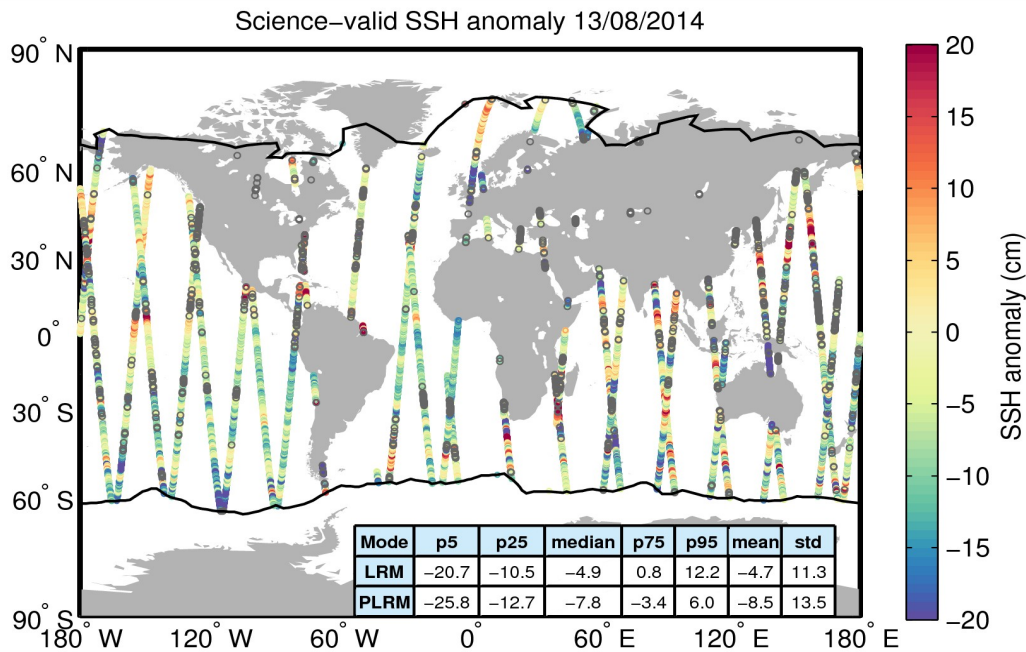 Science−valid SSH anomaly 13/08/2014
90° N
60° N
30° N
0°
30° S
60° S
90° S
180° W
120° W
60° W
0°
60° E
120° E
180° E
Mode p5 p25 median p75 p95 mean std
LRM −20.7 −10.5 −4.9 0.8 12.2 −4.7 11.3
PLRM −25.8 −12.7 −7.8 −3.4 6.0 −8.5 13.5
20
15
10
5
0
−5
−10
−15
−20
SSH anomaly (cm)